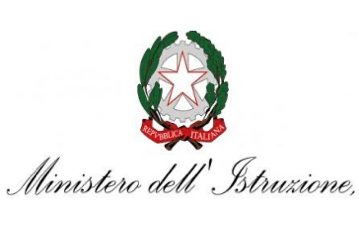 REPVBBLICA ITALIANA
Ministero dell'Istruzione,